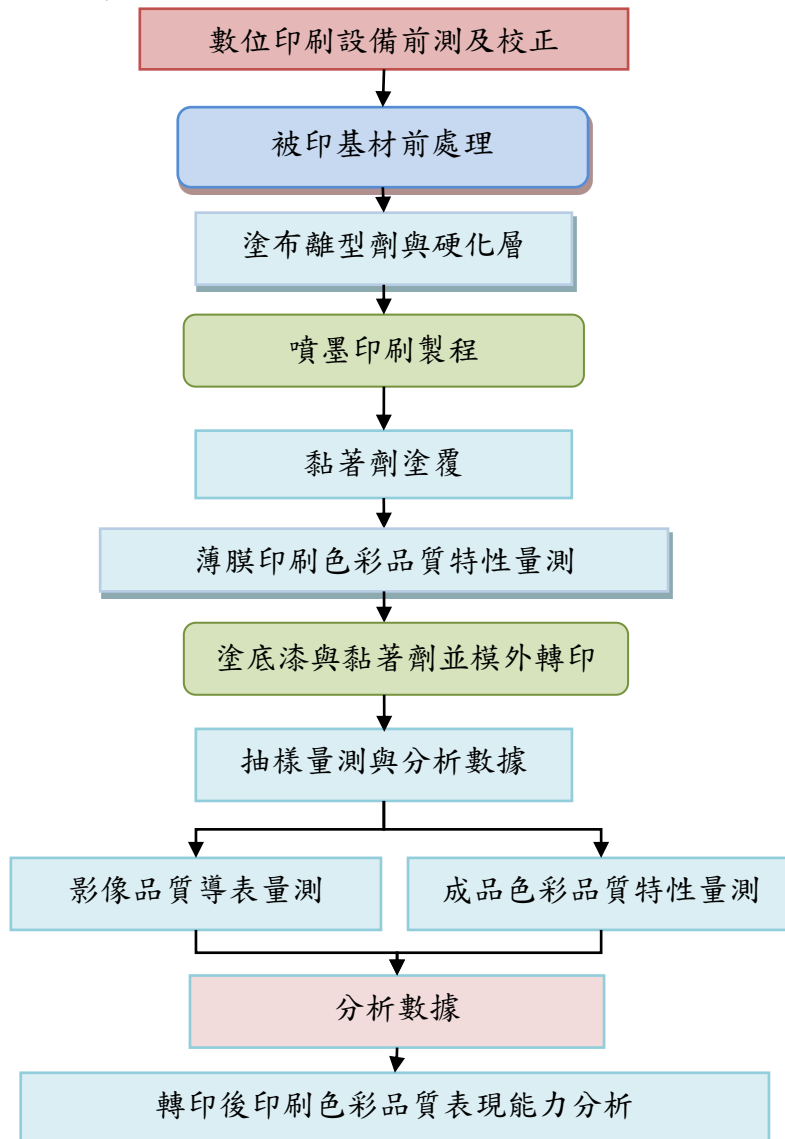 數位印刷設備前測及校正
被印基材前處理
塗布離型劑與硬化層
噴墨印刷製程
黏著劑塗覆
薄膜印刷色彩品質特性量測
塗底漆與黏著劑並模外轉印
抽樣量測與分析數據
影像品質導表量測
成品色彩品質特性量測
分析數據
轉印後印刷色彩品質表現能力分析